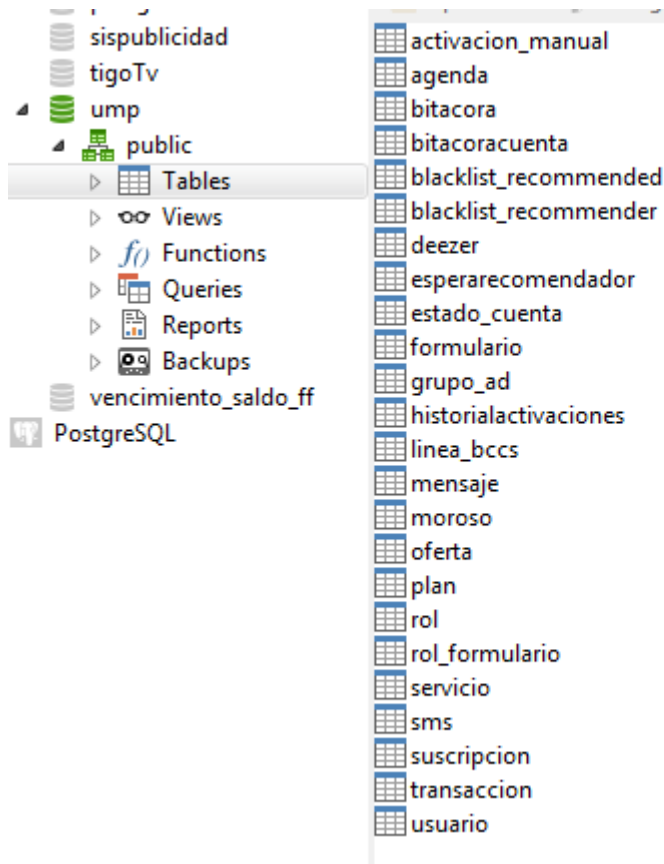 sispublicidad
tigoTv
ump
public
Tables
Views
Functions
Queries
Reports
Backups
vencimiento_saldo_ff
PostgreSQL
activacion_manual
agenda
bitacora
bitacoracuenta
blacklist_recommended
blacklist_recommender
deezer
esperarecomendador
estado_cuenta
formulario
grupo_ad
historialactivaciones
linea_bccs
mensaje
moroso
oferta
plan
rol
rol_formulario
servicio
sms
suscripcion
transaccion
usuario